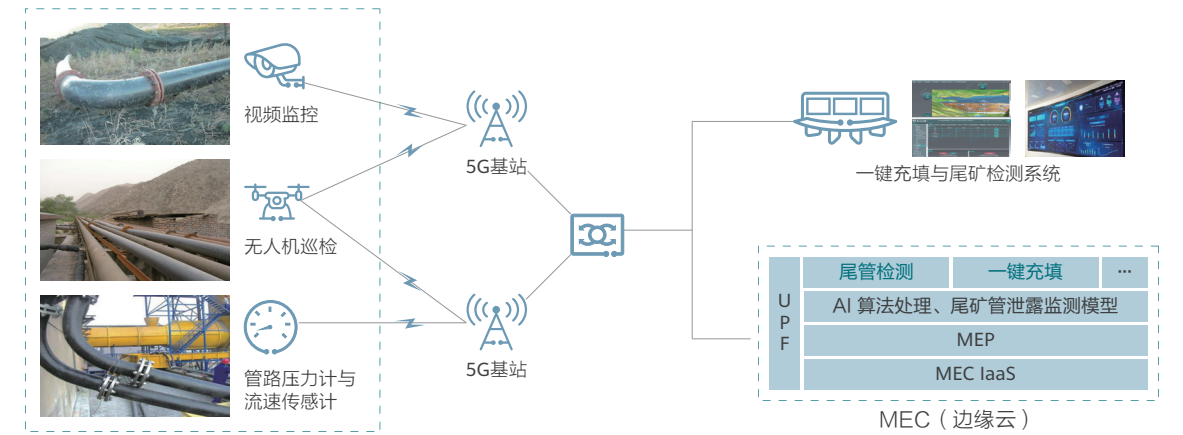 视频监控
无人机巡检
管路压力计与
流速传感计
5G基站
5G基站
一键充填与尾矿检测系统
UPF
尾管检测
一键充填
···
AI 算法处理、尾矿管泄露监测模型
MEP
MEC IaaS
MEC（边缘云）